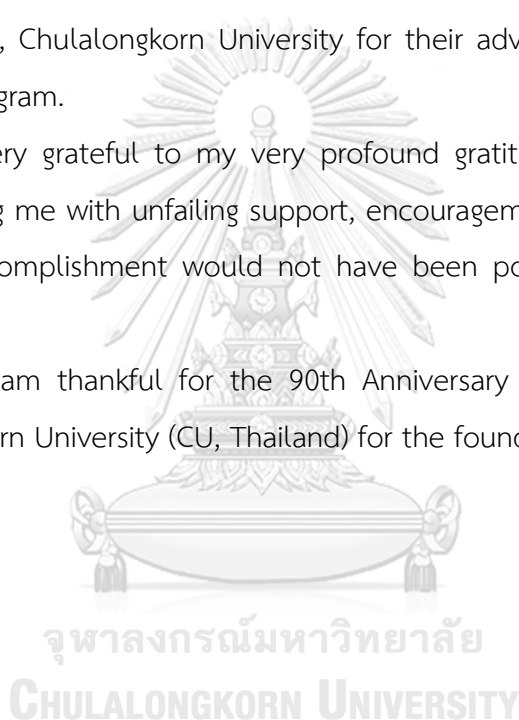 , Chulalongkorn University for their adv
gram.
ery grateful to my very profound gratit
g me with unfailing support, encouragem
omplishment would not have been po
am thankful for the 90th Anniversary
rn University (CU, Thailand) for the found
จุฬาลงกรณ์มหาวิทยาลัย
CHULALONGKORN UNIVERSITY